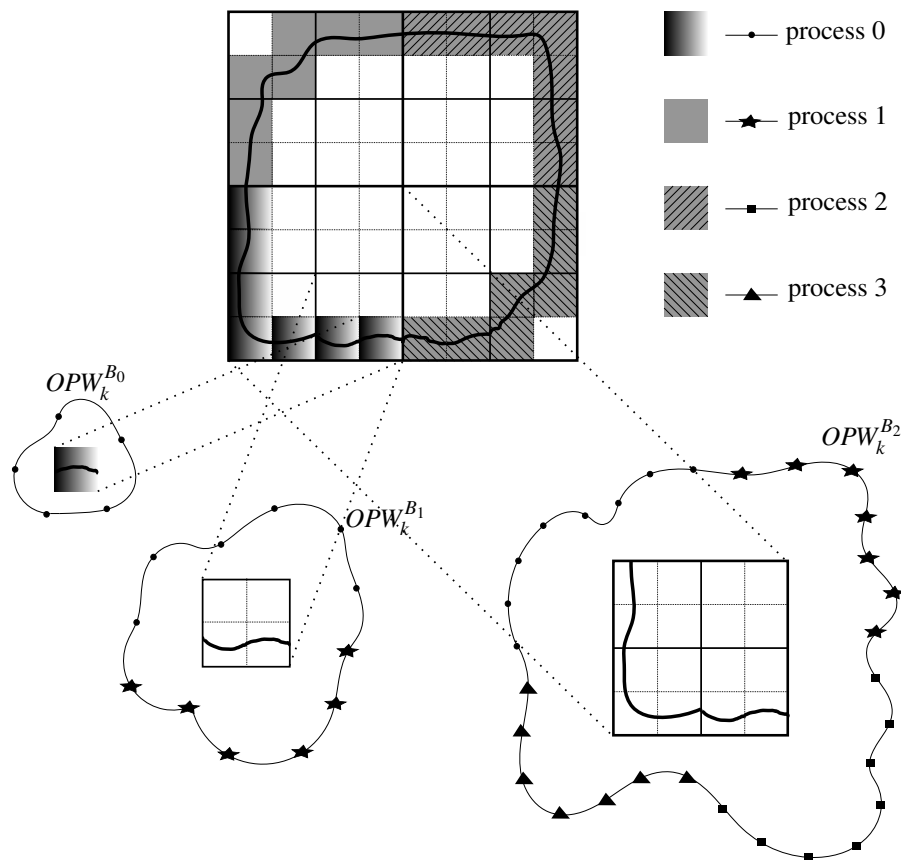 process 0
process 1
process 2
process 3
OPW_k^{B_0}
OPW_k^{B_1}
OPW_k^{B_2}